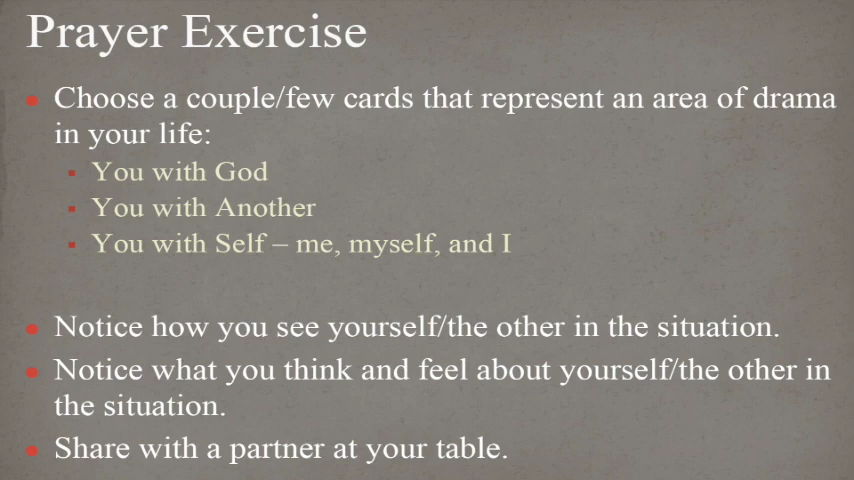 Prayer Exercise
Choose a couple/few cards that represent an area of drama
in your life:
You with God
You with Another
You with Self – me, myself, and I
Notice how you see yourself/the other in the situation.
Notice what you think and feel about yourself/the other in
the situation.
Share with a partner at your table.